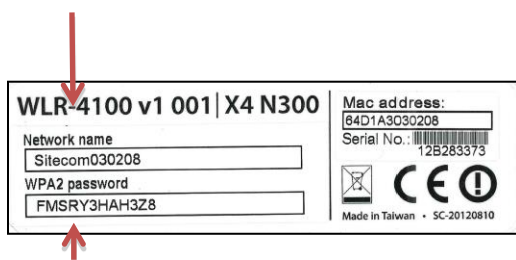 WLR-4100 v1 001 | X4 N300
Network name
Sitecom030208
WPA2 password
FMSRY3HAH3Z8
Mac address:
64D1A3030208
Serial No.:
12B283373
CE
Made in Taiwan • SC-20120810